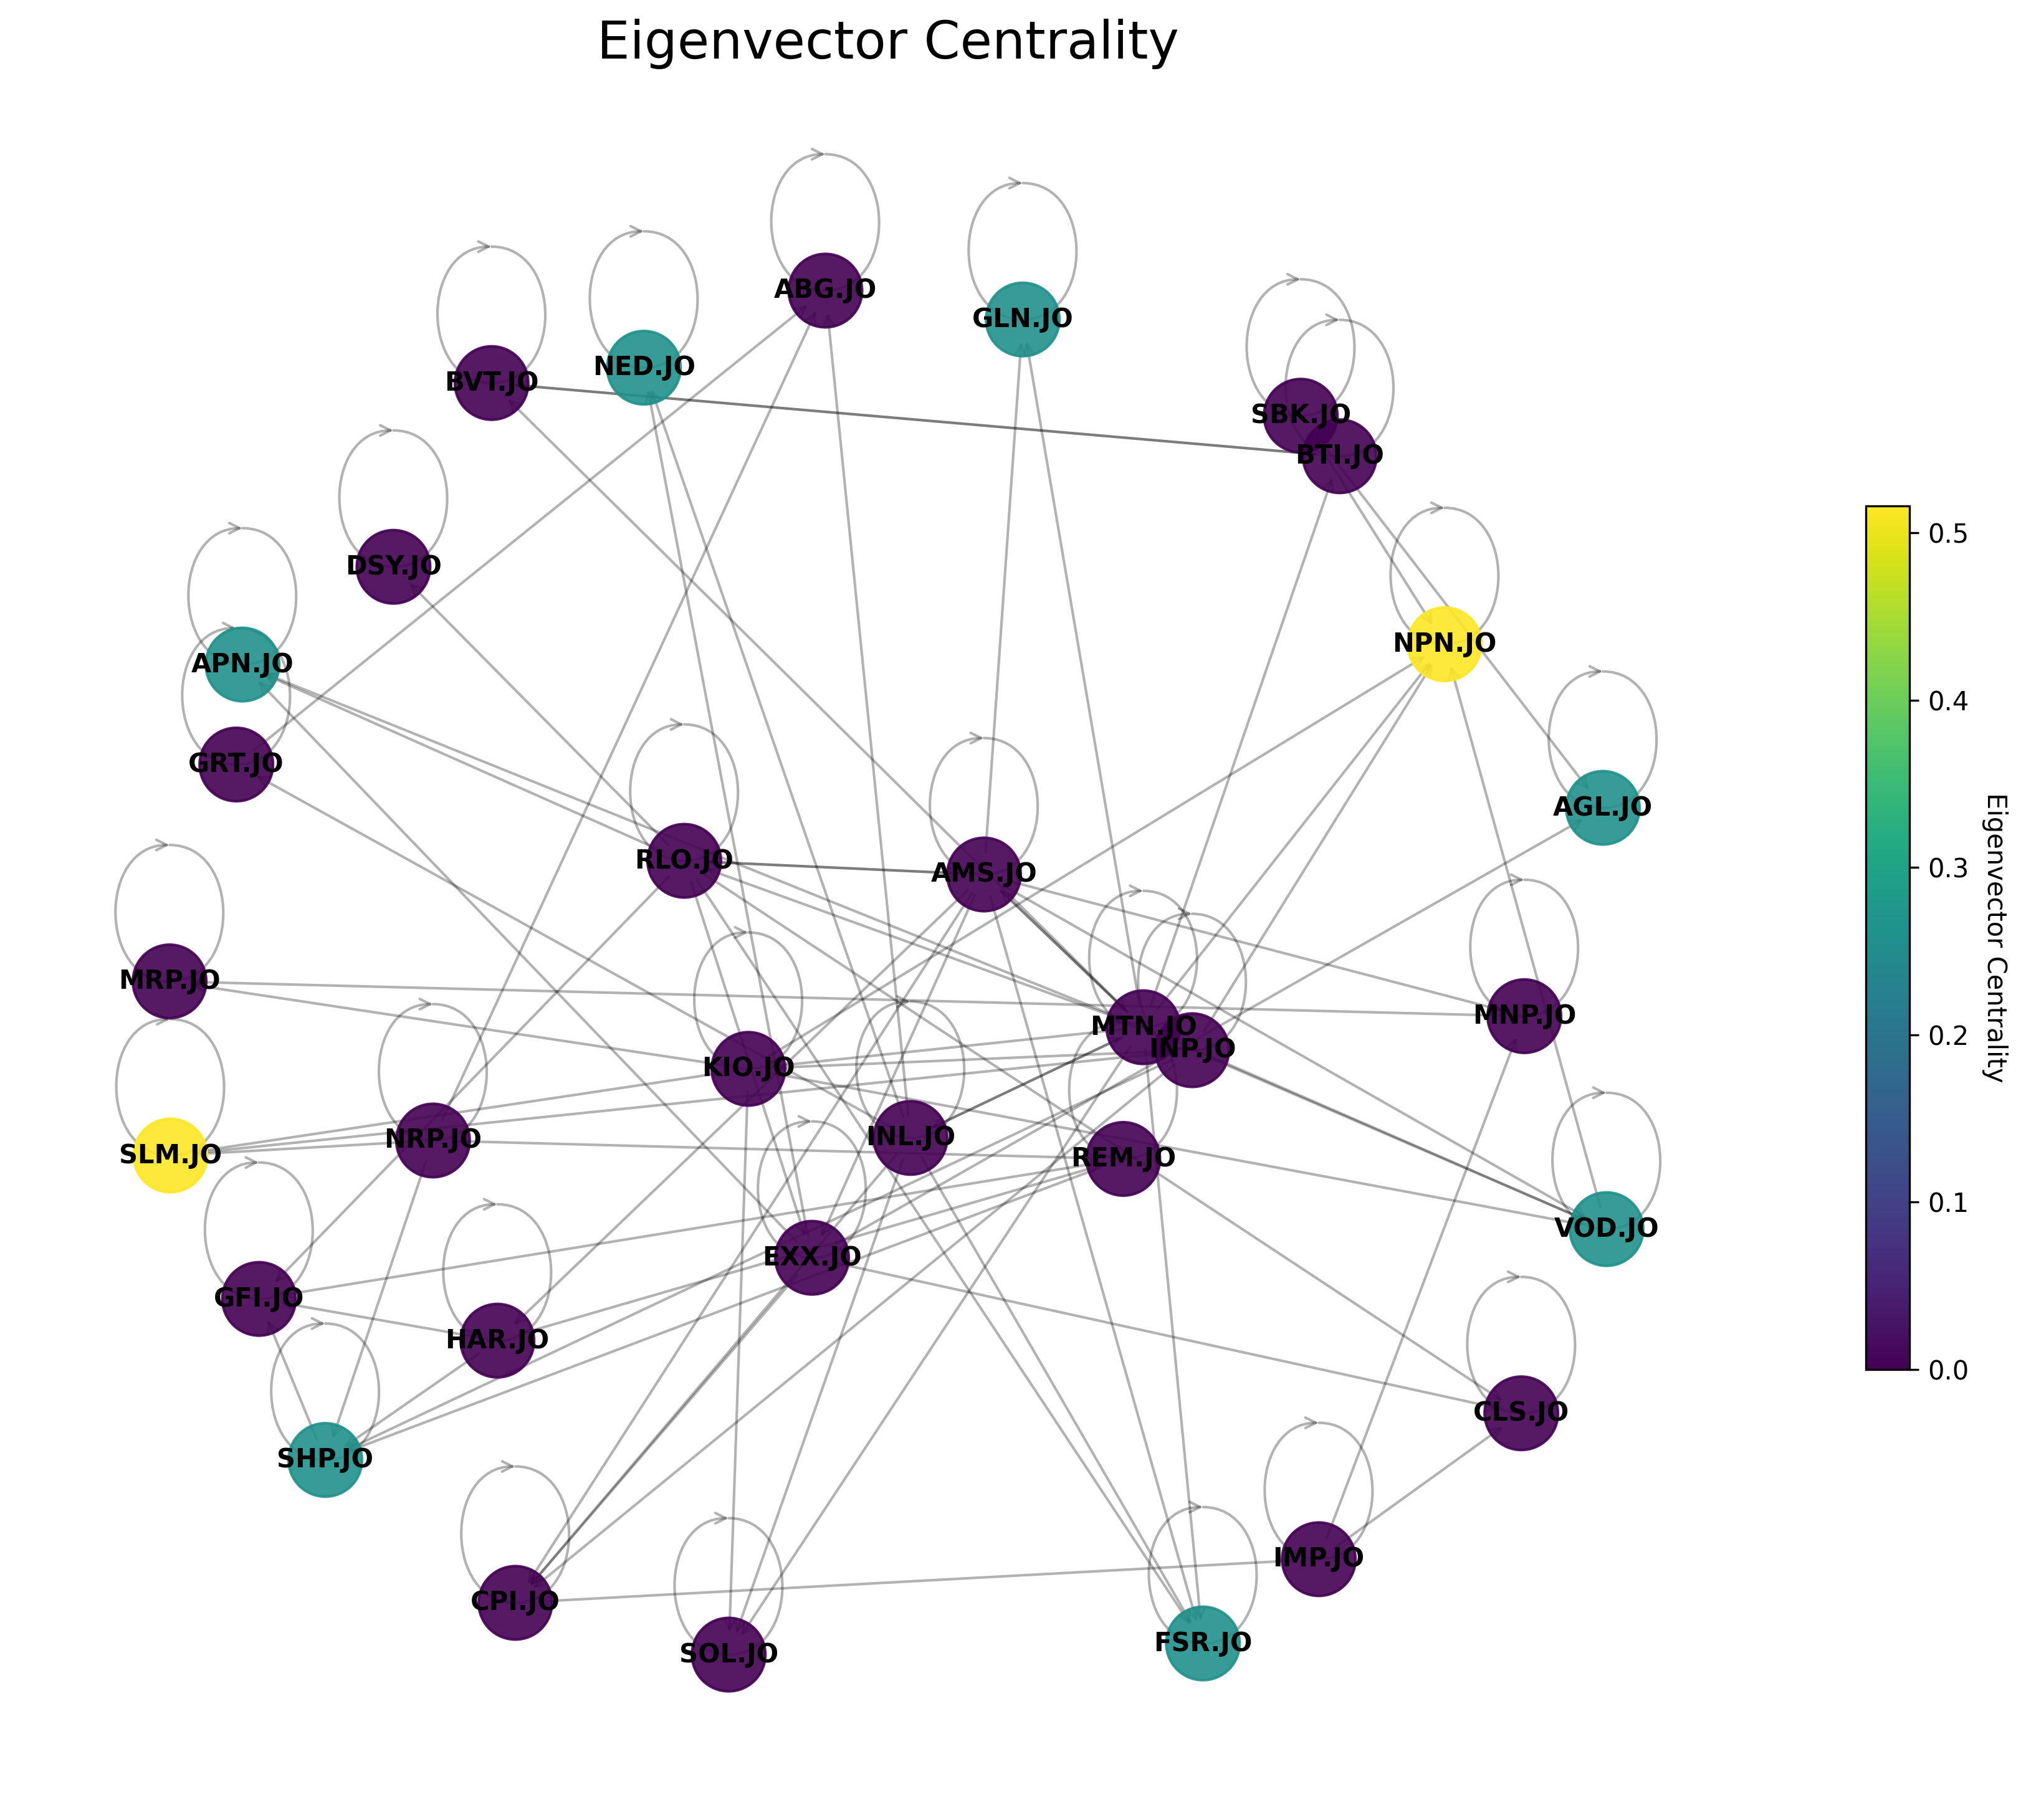 Eigenvector Centrality
ABG.JO
GLN.JO
NED.JO
BVT.JO
SBK.JO
BTI.JO
DSY.JO
NPN.JO
APN.JO
GRT.JO
AGL.JO
RLO.JO
AMS.JO
MRP.JO
MTN.JO
MNP.JO
INP.JO
KIO.JO
SLM.JO
NRP.JO
INL.JO
REM.JO
VOD.JO
EXX.JO
GFI.JO
HAR.JO
CLS.JO
SHP.JO
IMP.JO
CPI.JO
SOL.JO
FSR.JO
0.5
0.4
0.3
0.2
0.1
0.0
Eigenvector Centrality